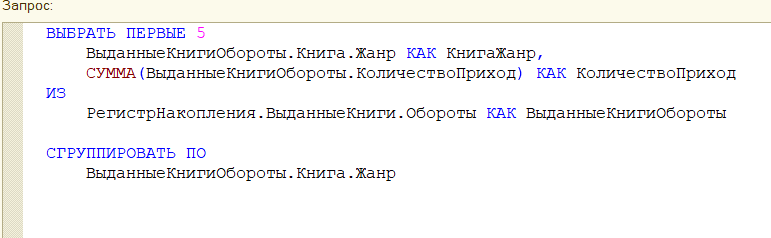 Запрос:
ВЫБРАТЬ ПЕРВЫЕ 5
ВыданныеКнигиОбороты.Книга.Жанр КАК КнигаЖанр,
СУММА(ВыданныеКнигиОбороты.КоличествоПриход) КАК КоличествоПриход
ИЗ
РегистрНакопления.ВыданныеКниги.Обороты КАК ВыданныеКнигиОбороты
СГРУППИРОВАТЬ ПО
ВыданныеКнигиОбороты.Книга.Жанр